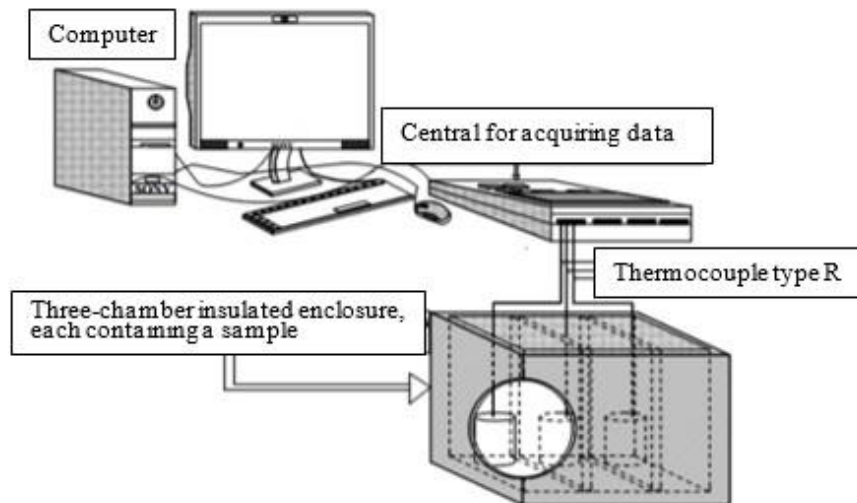 Computer
Central for acquiring data
Thermocouple type R
Three-chamber insulated enclosure,
each containing a sample